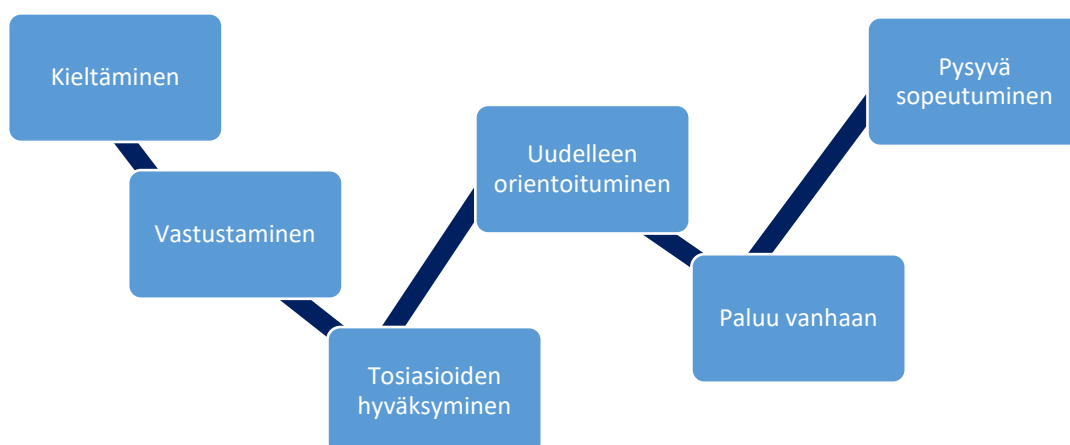 Kieltäminen
Vastustaminen
Tosiasioiden
hyväksyminen
Uudelleen
orientoituminen
Paluu vanhaan
Pysyvä
sopeutuminen